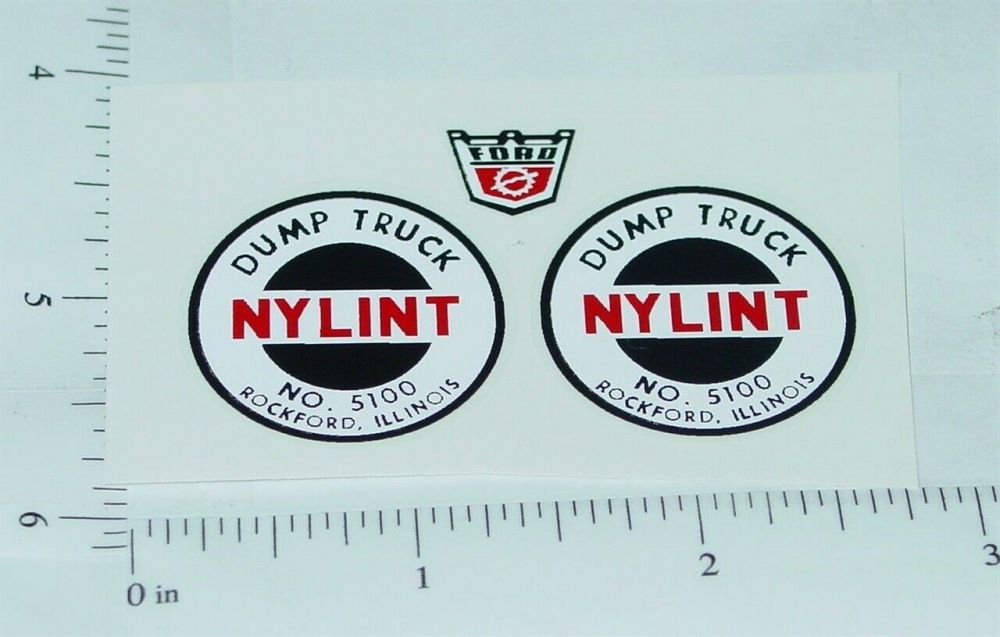 4
5
6
FORD
DUMP TRUCK
NYLINT
NO. 5100
ROCKFORD, ILLINOIS
DUMP TRUCK
NYLINT
NO. 5100
ROCKFORD, ILLINOIS
0 in
1
2
3